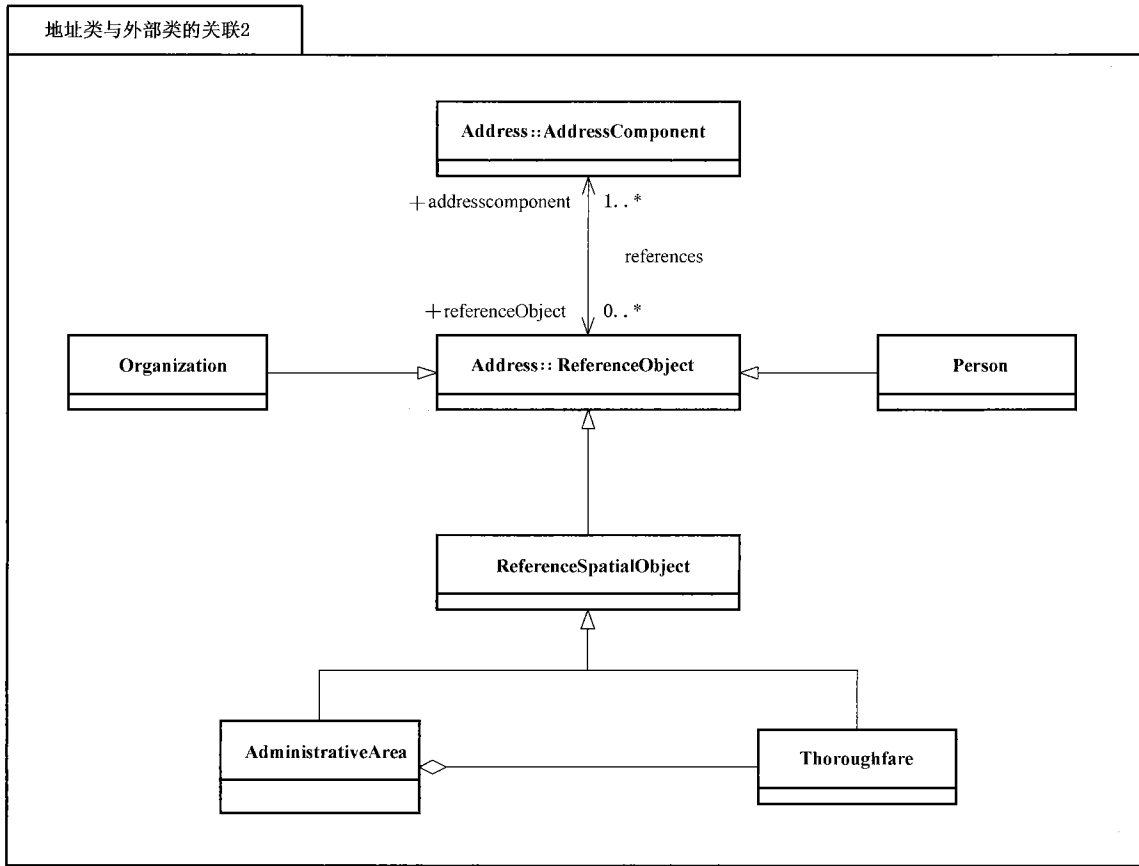 地址类与外部类的关联2
Address::AddressComponent
+addresscomponent 1..*
references
+referenceObject 0..*
Organization
Address::ReferenceObject
Person
ReferenceSpatialObject
AdministrativeArea
Thoroughfare